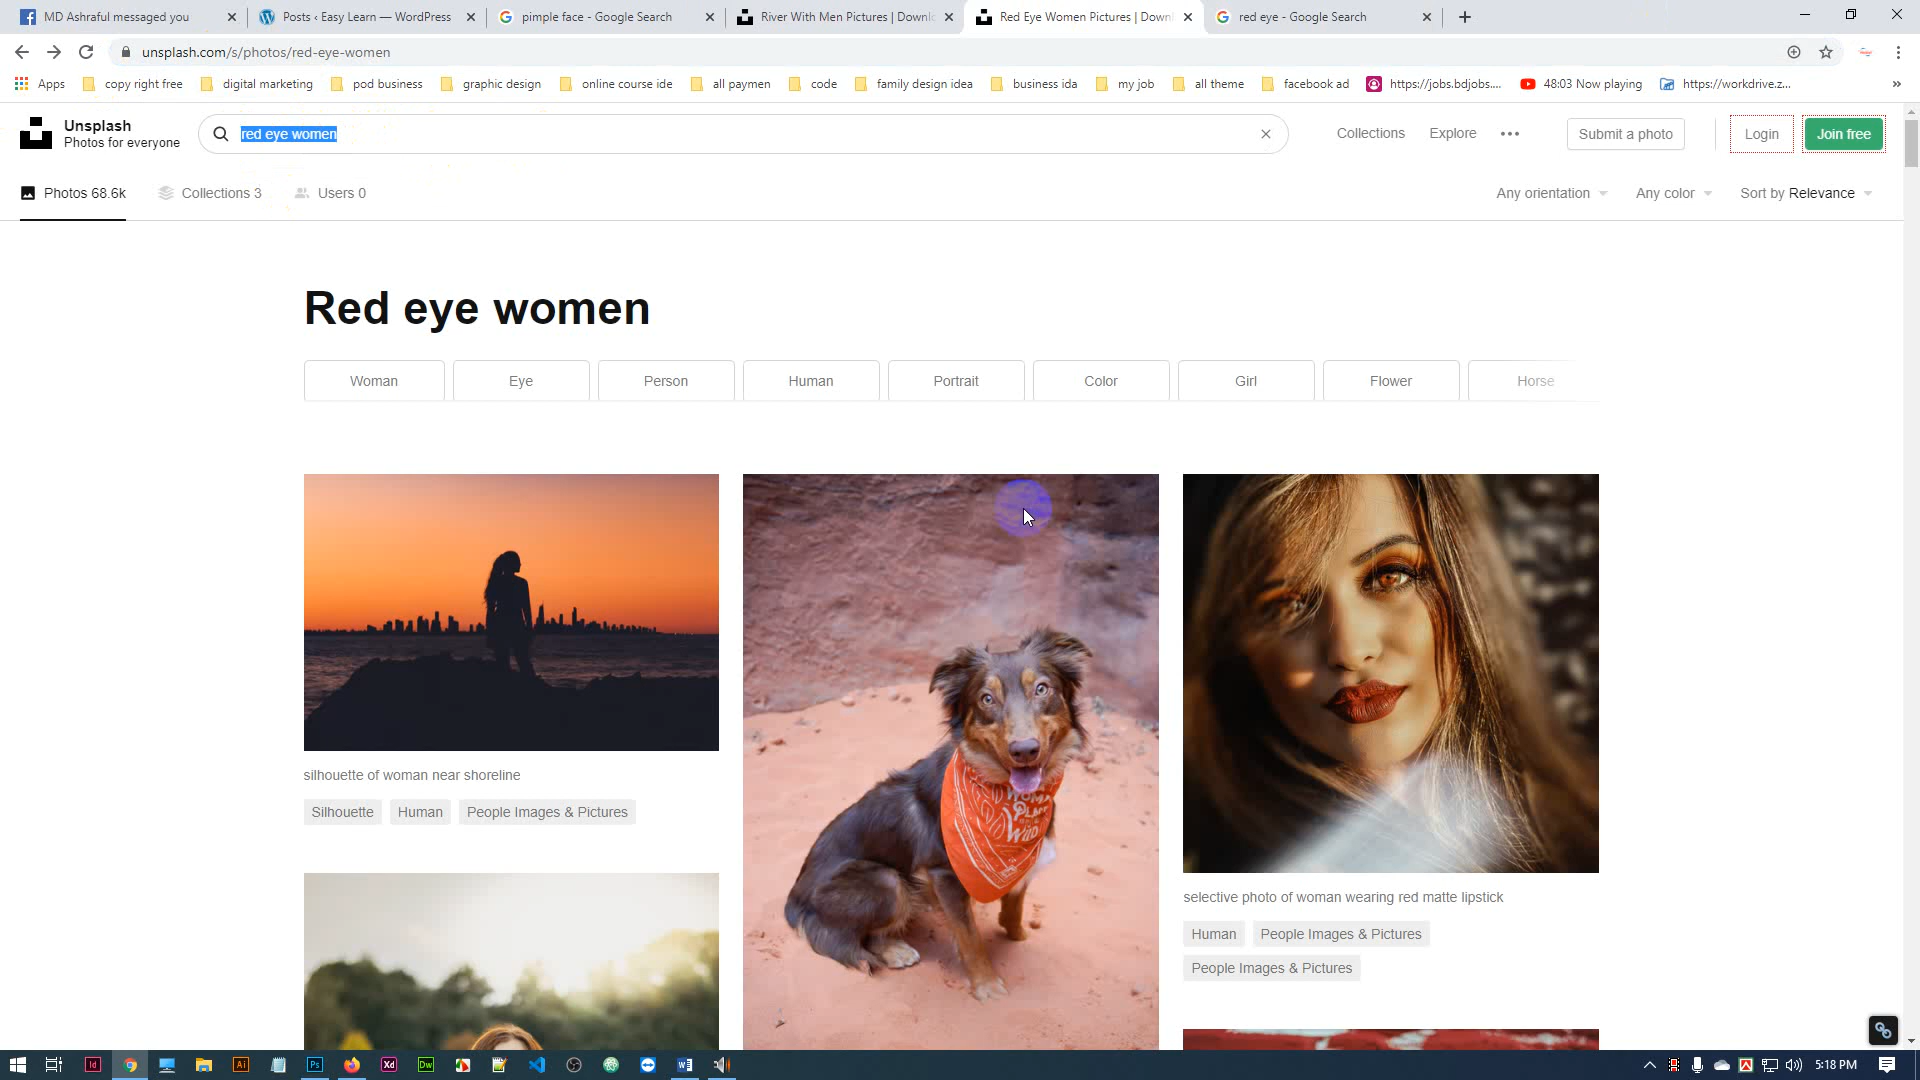 MD Ashraful messaged you
Posts ‹ Easy Learn — WordPress
pimple face - Google Search
River With Men Pictures | Downlo
Red Eye Women Pictures | Downl
red eye - Google Search
unsplash.com/s/photos/red-eye-women
Apps
copy right free
digital marketing
pod business
graphic design
online course ide
all paymen
code
family design idea
business ida
my job
all theme
facebook ad
https://jobs.bdjobs....
48:03 Now playing
https://workdrive.z...
Unsplash
Photos for everyone
red eye women
Collections
Explore
Submit a photo
Login
Join free
Photos 68.6k
Collections 3
Users 0
Any orientation
Any color
Sort by Relevance
Red eye women
Woman
Eye
Person
Human
Portrait
Color
Girl
Flower
Horse
silhouette of woman near shoreline
Silhouette
Human
People Images & Pictures
selective photo of woman wearing red matte lipstick
Human
People Images & Pictures
People Images & Pictures
Id
Ai
Ps
Xd
Dw
5:18 PM